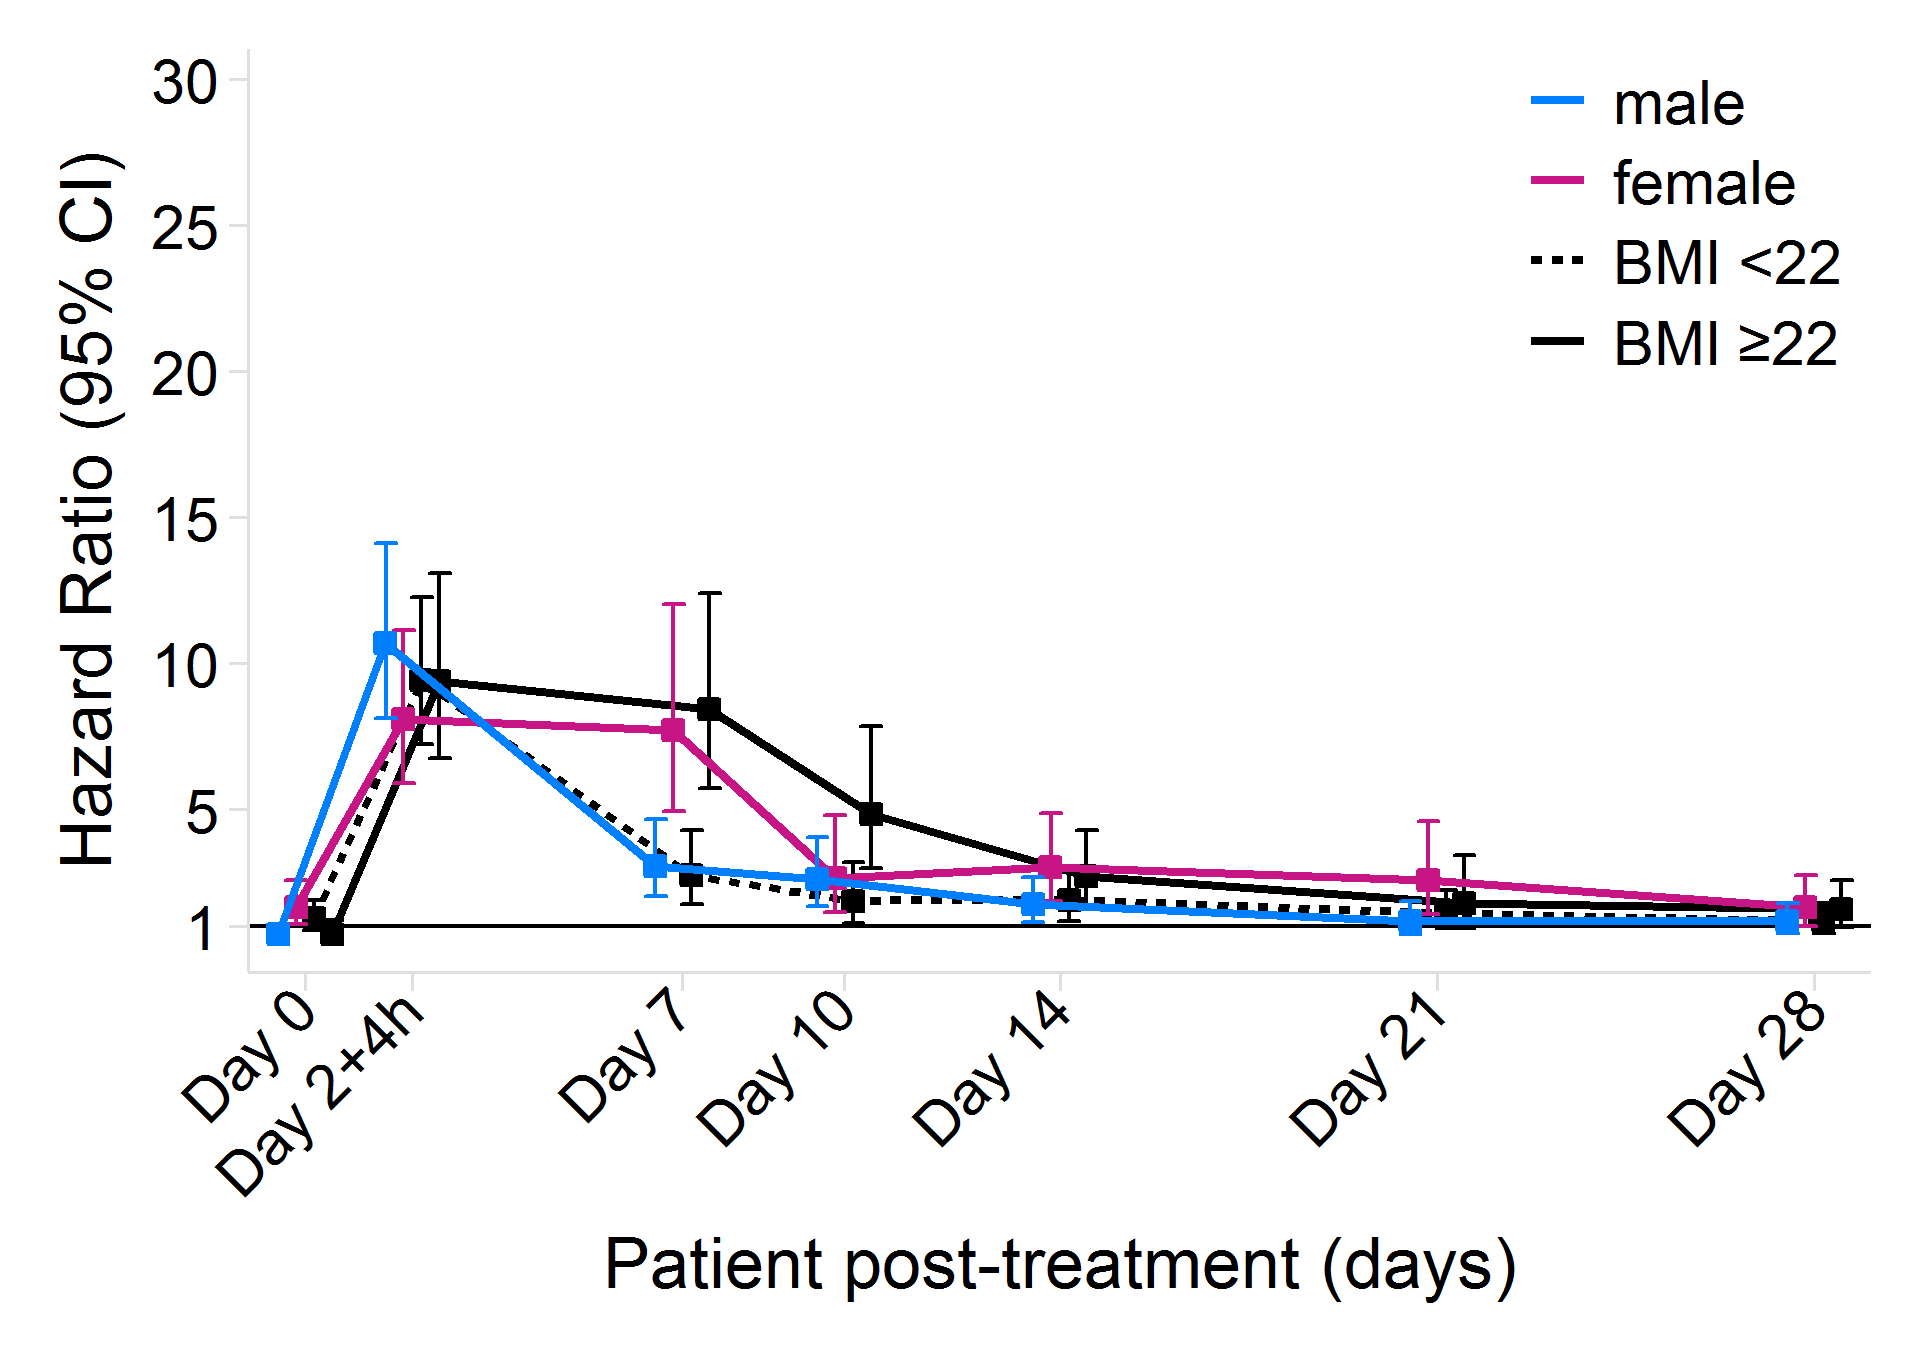 Hazard Ratio (95% CI)
30
25
20
15
10
5
1
male
female
BMI <22
BMI ≥22
Day 0
Day 2+4h
Day 7
Day 10
Day 14
Day 21
Day 28
Patient post-treatment (days)